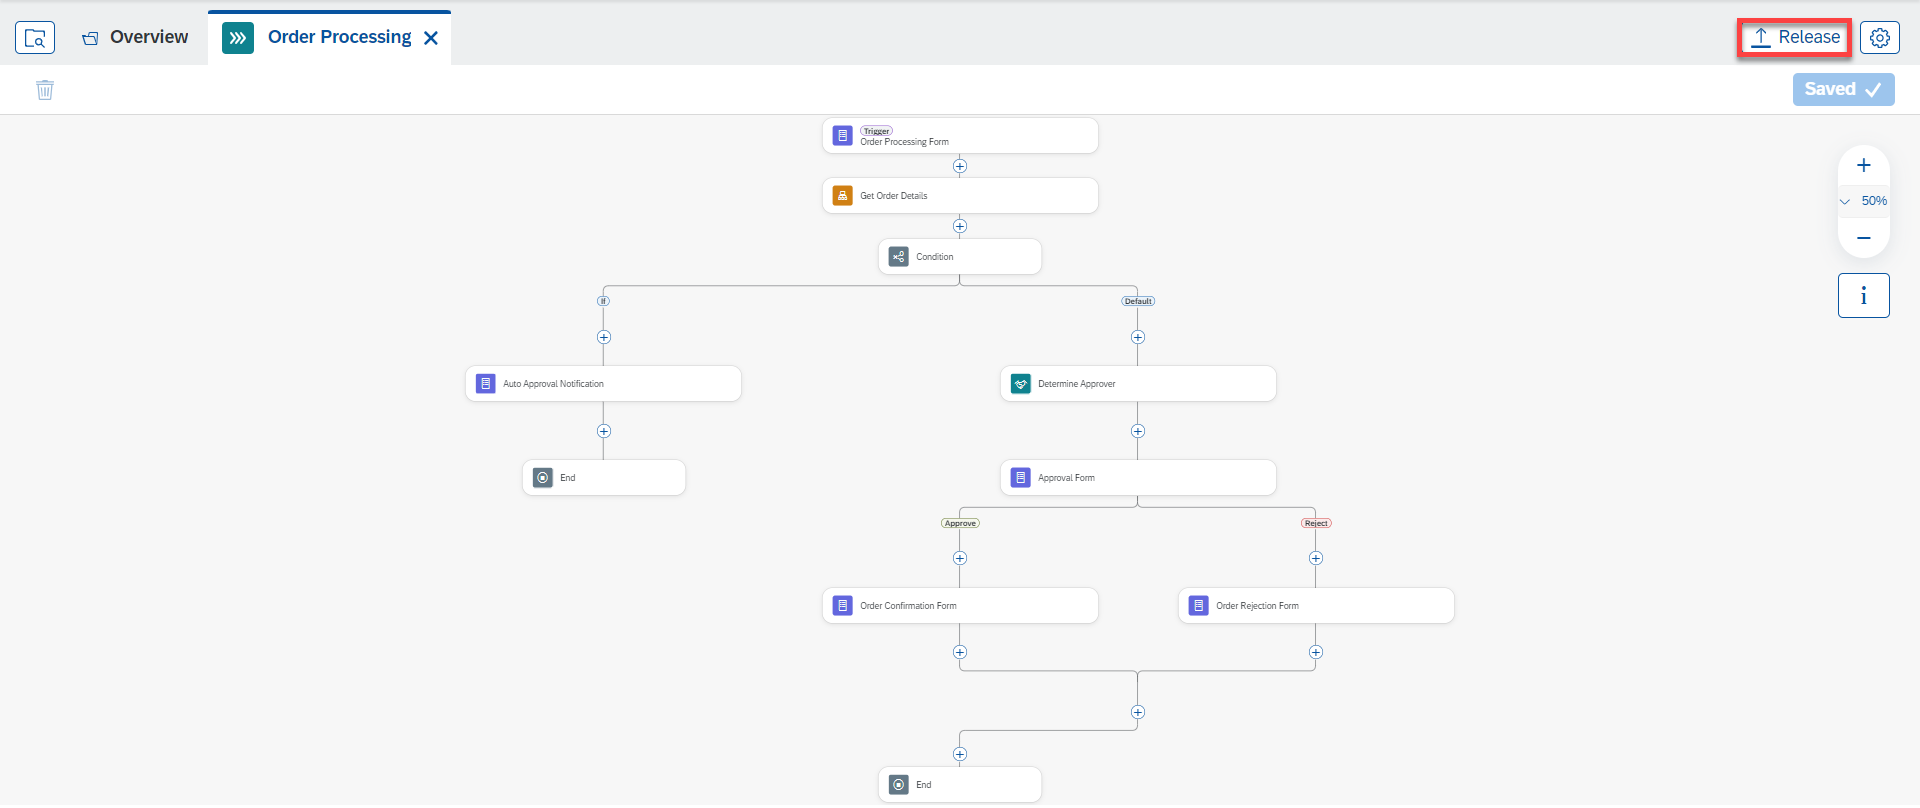 Overview
Order Processing
Release
Saved
Trigger
Order Processing Form
50%
Get Order Details
i
Condition
If
Default
Auto Approval Notification
Determine Approver
End
Approval Form
Approve
Reject
Order Confirmation Form
Order Rejection Form
End